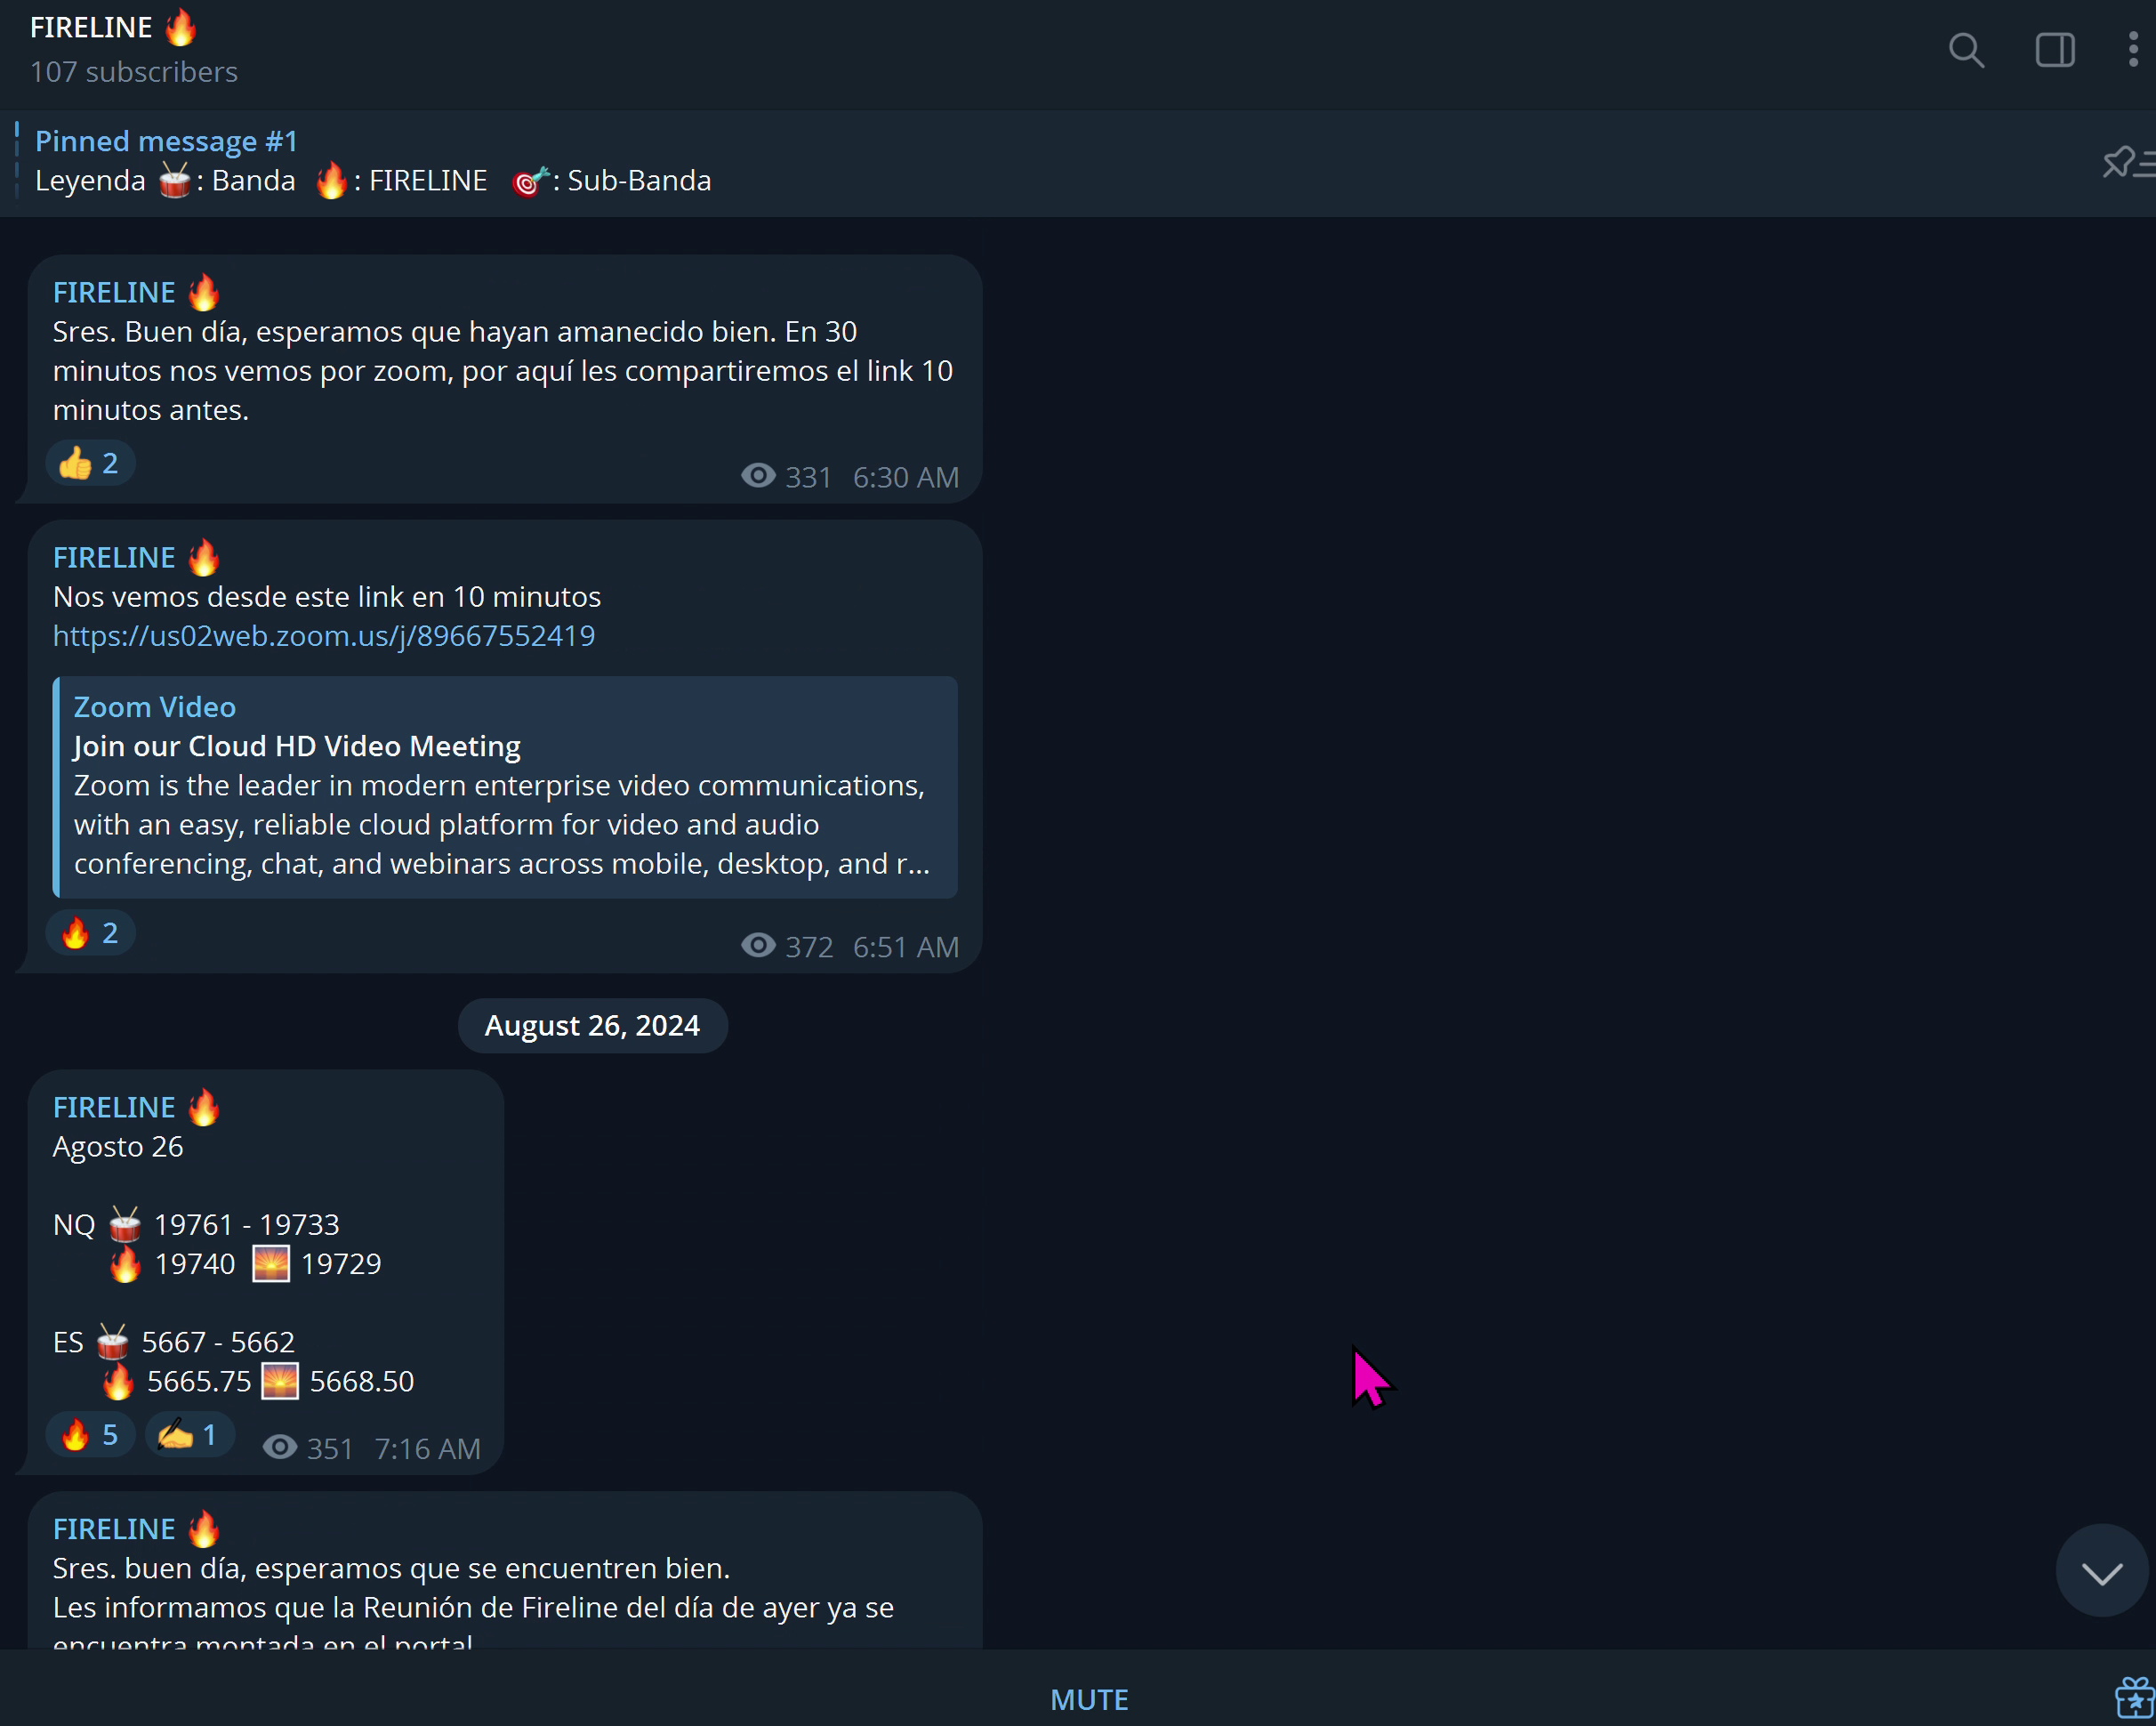 FIRELINE 🔥
107 subscribers
Pinned message #1
Leyenda 🥁: Banda 🔥: FIRELINE 🎯: Sub-Banda
FIRELINE 🔥
Sres. Buen día, esperamos que hayan amanecido bien. En 30
minutos nos vemos por zoom, por aquí les compartiremos el link 10
minutos antes.
👍 2
331 6:30 AM
FIRELINE 🔥
Nos vemos desde este link en 10 minutos
https://us02web.zoom.us/j/89667552419
Zoom Video
Join our Cloud HD Video Meeting
Zoom is the leader in modern enterprise video communications,
with an easy, reliable cloud platform for video and audio
conferencing, chat, and webinars across mobile, desktop, and r...
🔥 2
372 6:51 AM
August 26, 2024
FIRELINE 🔥
Agosto 26
NQ 🥁 19761 - 19733
🔥 19740 🌅 19729
ES 🥁 5667 - 5662
🔥 5665.75 🌅 5668.50
🔥 5 ✍️ 1 351 7:16 AM
FIRELINE 🔥
Sres. buen día, esperamos que se encuentren bien.
Les informamos que la Reunión de Fireline del día de ayer ya se
encuentra montada en el portal
MUTE